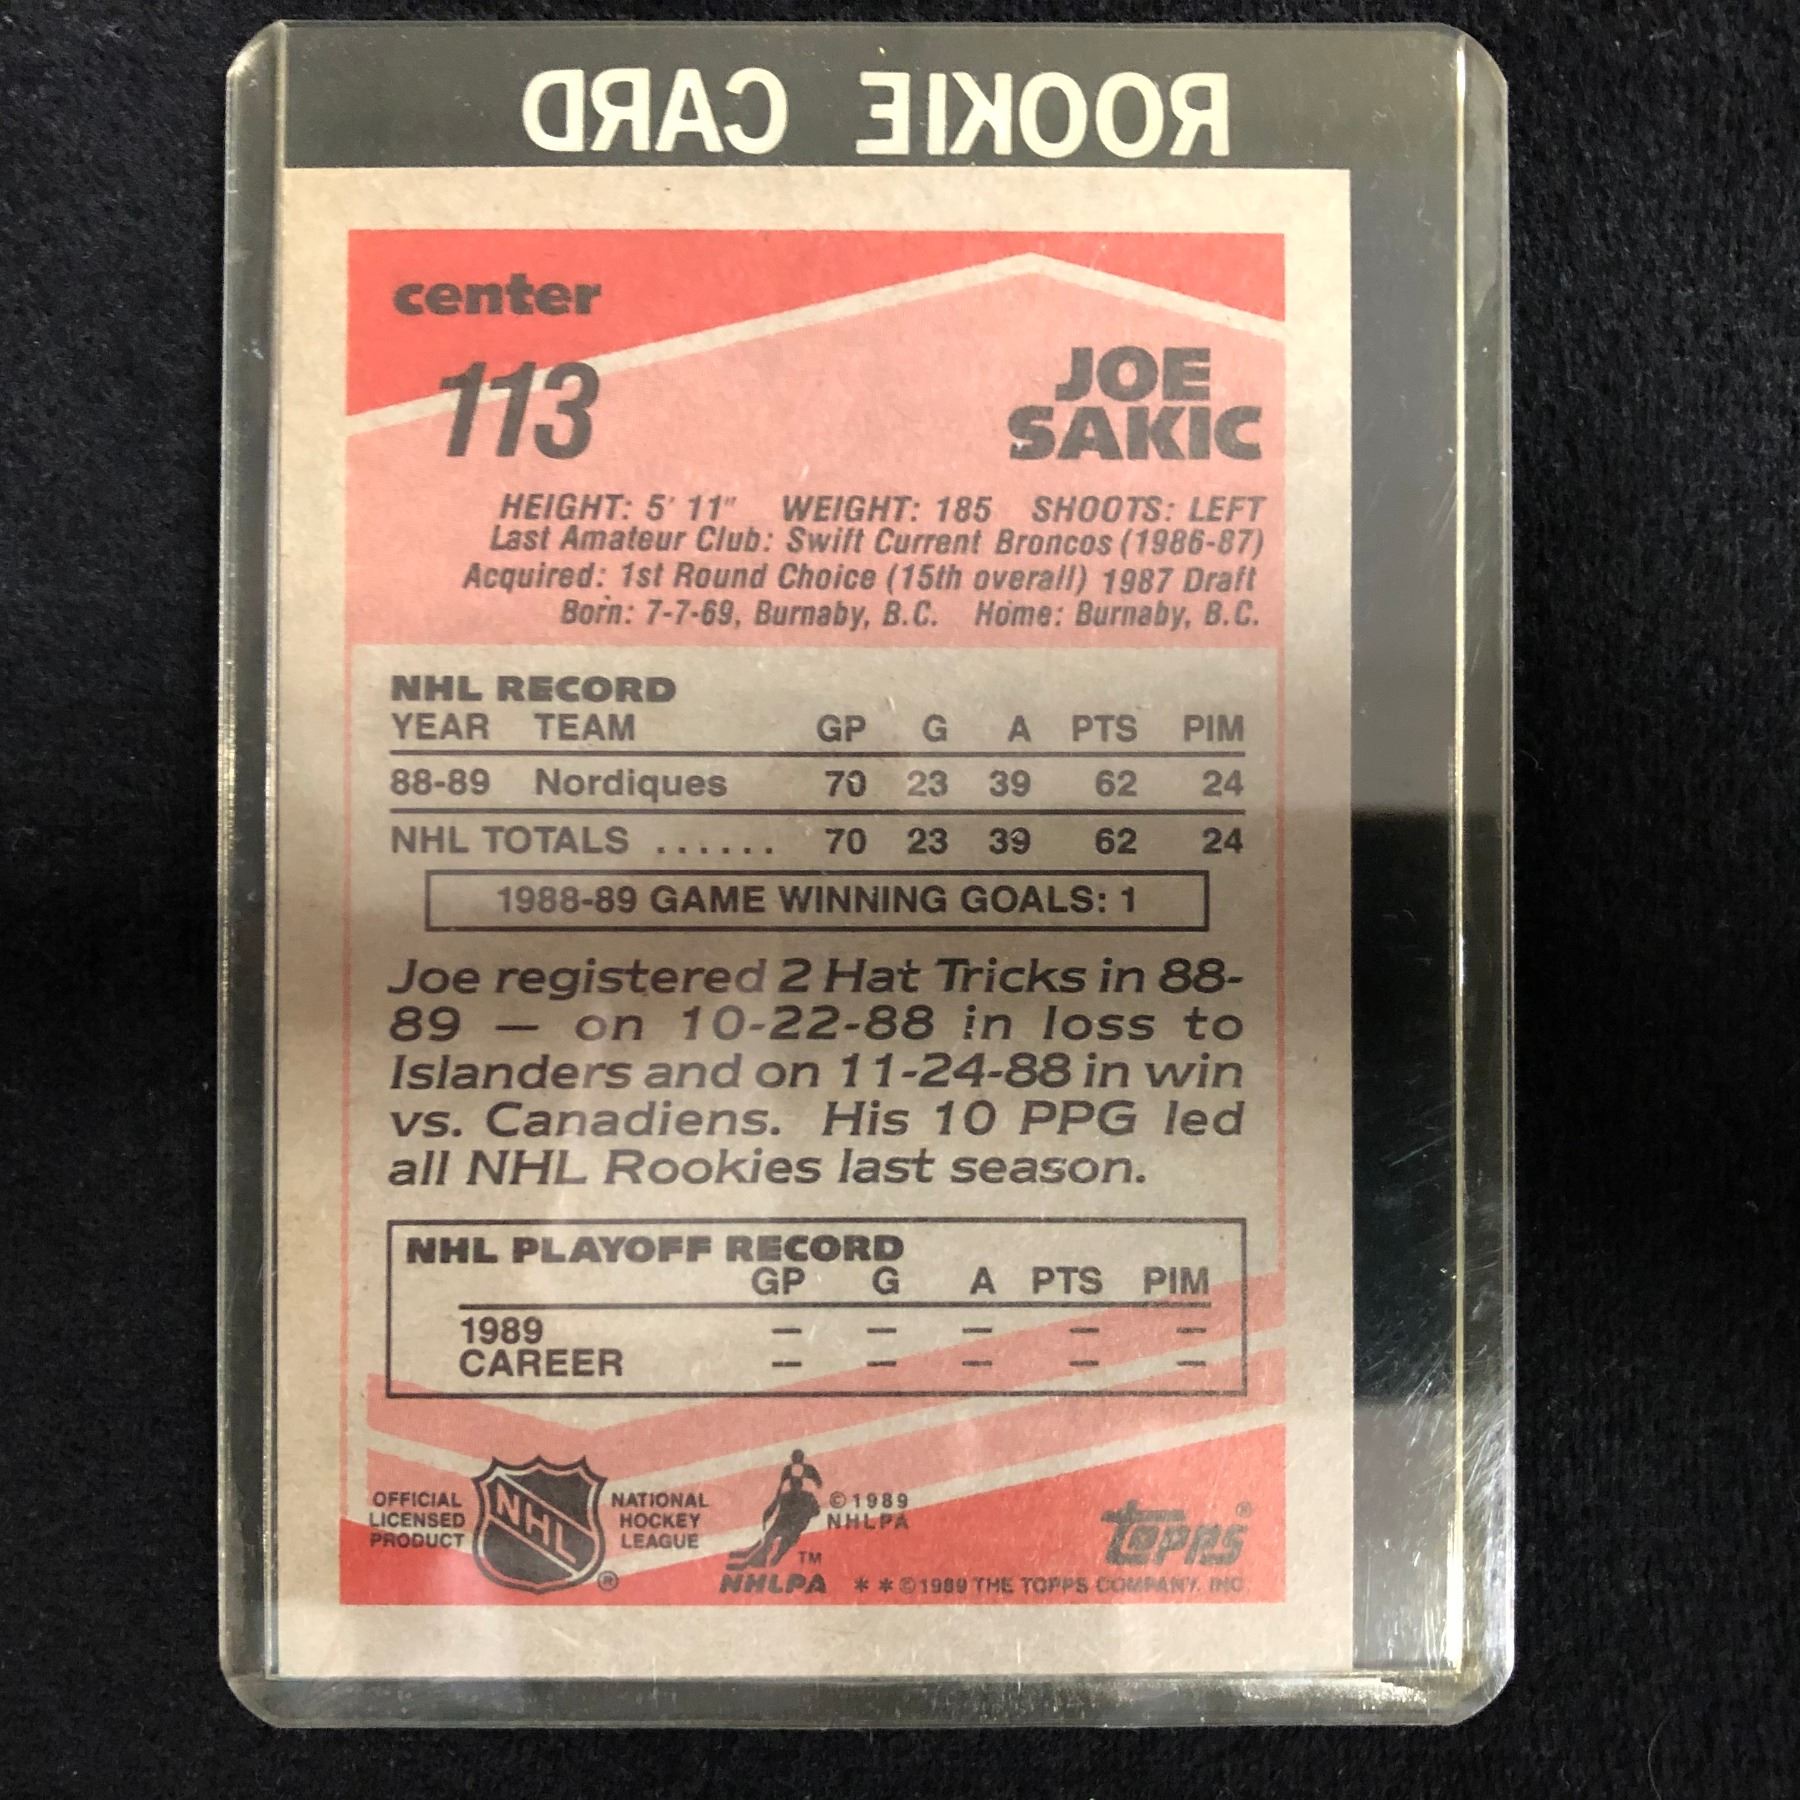 ROOKIE CARD
center
113
JOE
SAKIC
HEIGHT: 5' 11" WEIGHT: 185 SHOOTS: LEFT
Last Amateur Club: Swift Current Broncos (1986-87)
Acquired: 1st Round Choice (15th overall) 1987 Draft
Born: 7-7-69, Burnaby, B.C. Home: Burnaby, B.C.
NHL RECORD
YEAR TEAM GP G A PTS PIM
88-89 Nordiques 70 23 39 62 24
NHL TOTALS ...... 70 23 39 62 24
1988-89 GAME WINNING GOALS: 1
Joe registered 2 Hat Tricks in 88-
89 — on 10-22-88 in loss to
Islanders and on 11-24-88 in win
vs. Canadiens. His 10 PPG led
all NHL Rookies last season.
NHL PLAYOFF RECORD
GP G A PTS PIM
1989 – – – – –
CAREER – – – – –
OFFICIAL
LICENSED
PRODUCT
NHL
®
NATIONAL
HOCKEY
LEAGUE
TM
NHLPA
©1989
NHLPA
topps®
**©1989 THE TOPPS COMPANY, INC.